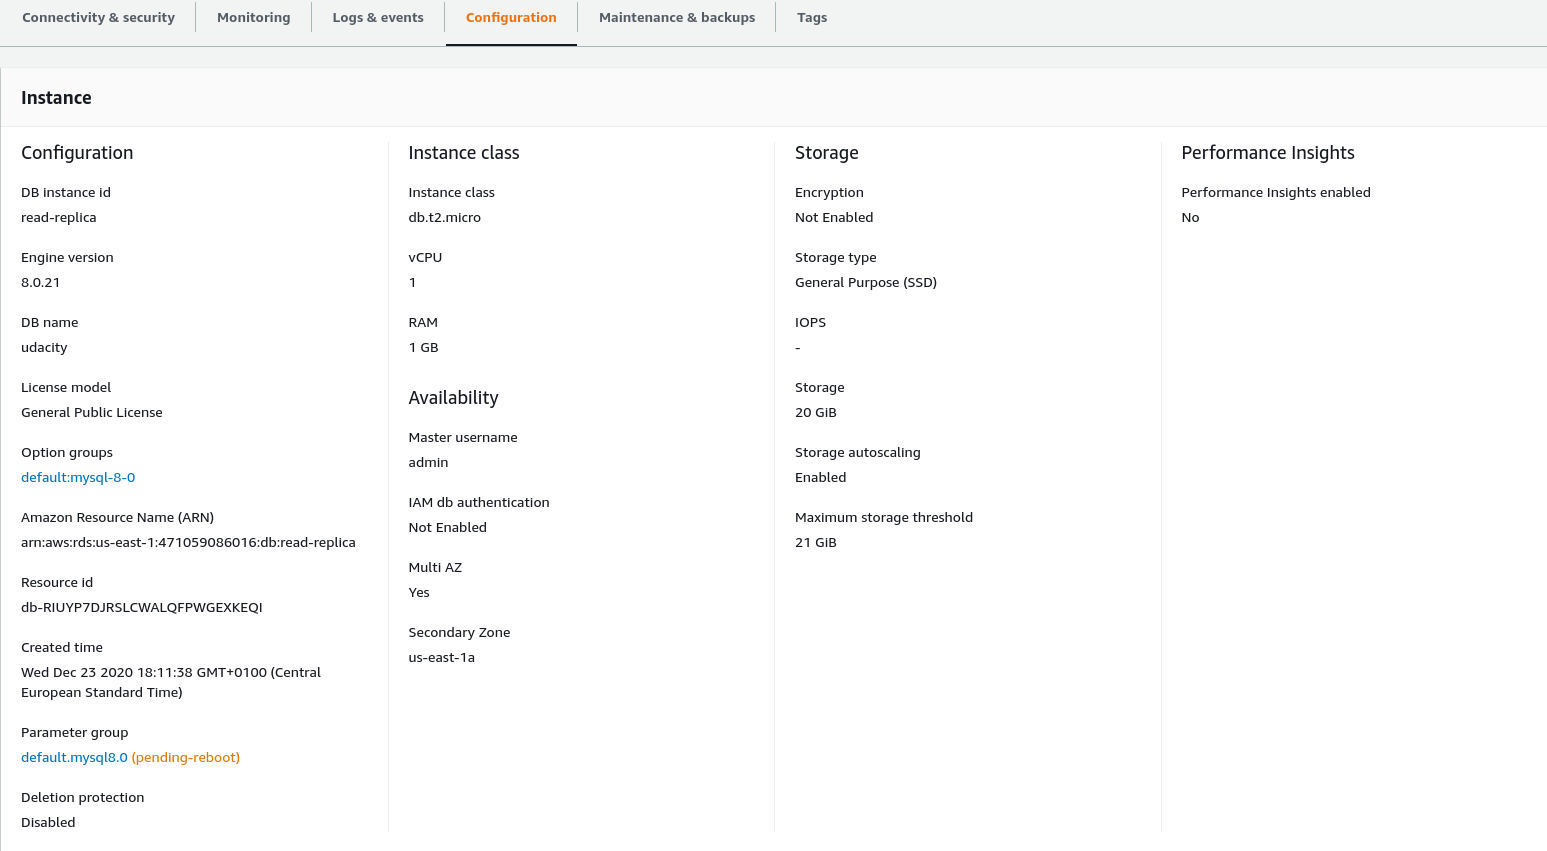 Connectivity & security
Monitoring
Logs & events
Configuration
Maintenance & backups
Tags
Instance
Configuration
DB instance id
read-replica
Engine version
8.0.21
DB name
udacity
License model
General Public License
Option groups
default:mysql-8-0
Amazon Resource Name (ARN)
arn:aws:rds:us-east-1:471059086016:db:read-replica
Resource id
db-RIUYP7DJRSLCWALQFPWGEXKEQI
Created time
Wed Dec 23 2020 18:11:38 GMT+0100 (Central
European Standard Time)
Parameter group
default.mysql8.0 (pending-reboot)
Deletion protection
Disabled
Instance class
Instance class
db.t2.micro
vCPU
1
RAM
1 GB
Availability
Master username
admin
IAM db authentication
Not Enabled
Multi AZ
Yes
Secondary Zone
us-east-1a
Storage
Encryption
Not Enabled
Storage type
General Purpose (SSD)
IOPS
-
Storage
20 GiB
Storage autoscaling
Enabled
Maximum storage threshold
21 GiB
Performance Insights
Performance Insights enabled
No